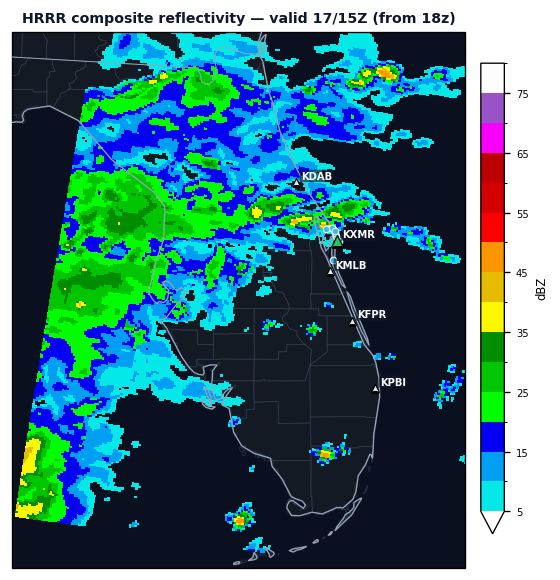 HRRR composite reflectivity — valid 17/15Z (from 18z)
KDAB
KXMR
KMLB
KFPR
KPBI
75
65
55
45
35
25
15
5
dBZ